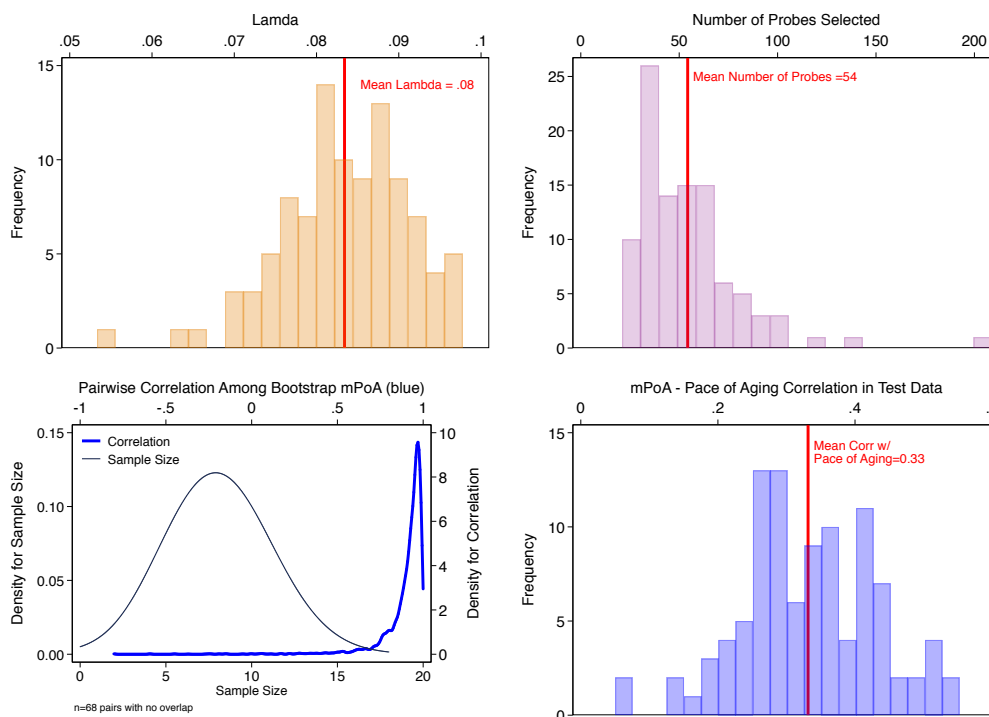 Lamda
.05 .06 .07 .08 .09 .1
15
10
5
0
Frequency
Mean Lambda = .08
Number of Probes Selected
0 50 100 150 200
25
20
15
10
5
0
Frequency
Mean Number of Probes =54
Pairwise Correlation Among Bootstrap mPoA (blue)
-1 -.5 0 .5 1
0.15
0.10
0.05
0.00
Density for Sample Size
Correlation
Sample Size
10
8
6
4
2
0
Density for Correlation
0 5 10 15 20
Sample Size
n=68 pairs with no overlap
mPoA - Pace of Aging Correlation in Test Data
0 .2 .4
15
10
5
0
Frequency
Mean Corr w/
Pace of Aging=0.33